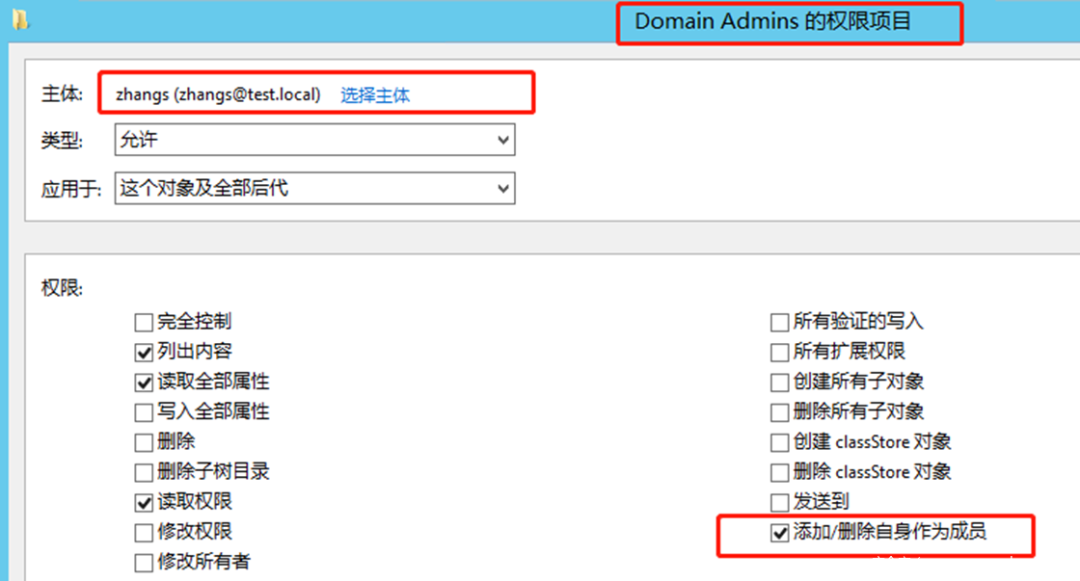 Domain Admins 的权限项目
主体: zhangs (zhangs@test.local) 选择主体
类型: 允许
应用于: 这个对象及全部后代
权限:
完全控制
列出内容
读取全部属性
写入全部属性
删除
删除子树目录
读取权限
修改权限
修改所有者
所有验证的写入
所有扩展权限
创建所有子对象
删除所有子对象
创建 classStore 对象
删除 classStore 对象
发送到
添加/删除自身作为成员